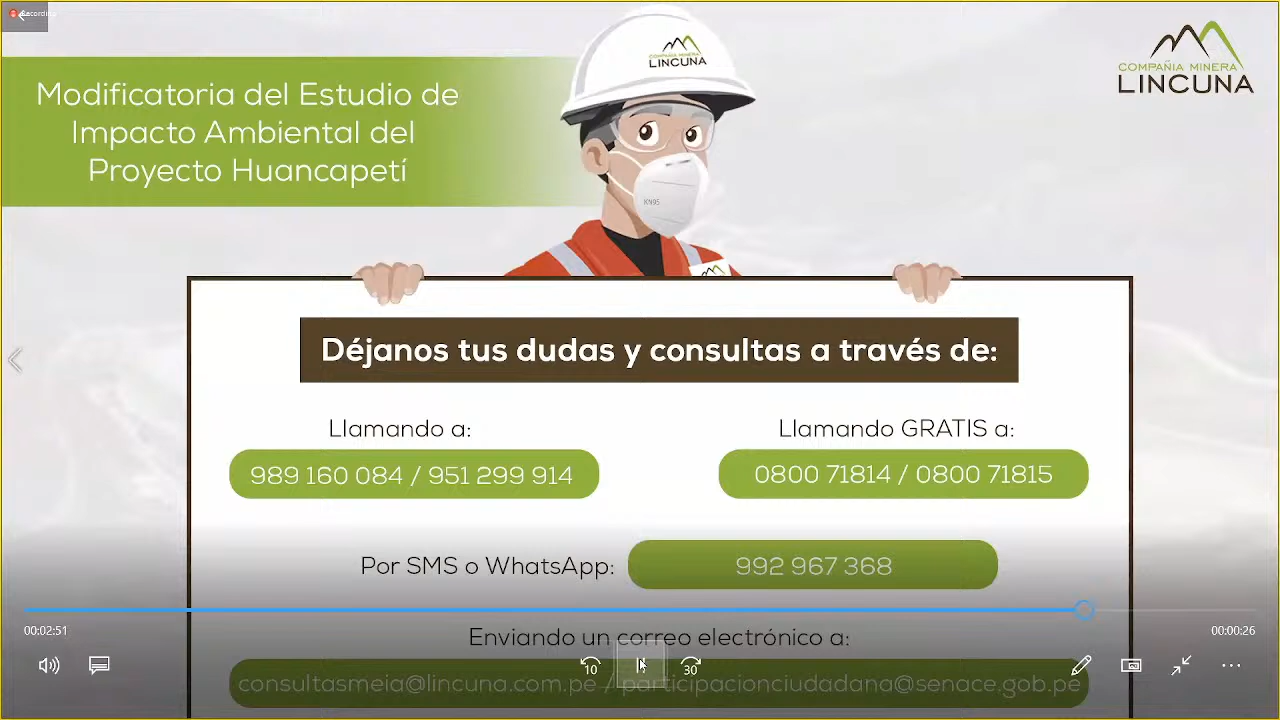 Recording
COMPAÑIA MINERA
LINCUNA
COMPAÑIA MINERA
LINCUNA
Modificatoria del Estudio de
Impacto Ambiental del
Proyecto Huancapetí
KN95
Déjanos tus dudas y consultas a través de:
Llamando a:
989 160 084 / 951 299 914
Llamando GRATIS a:
0800 71814 / 0800 71815
Por SMS o WhatsApp:
992 967 368
00:02:51
00:00:26
Enviando un correo electrónico a:
10
30
consultasmeia@lincuna.com.pe / participacionciudadana@senace.gob.pe